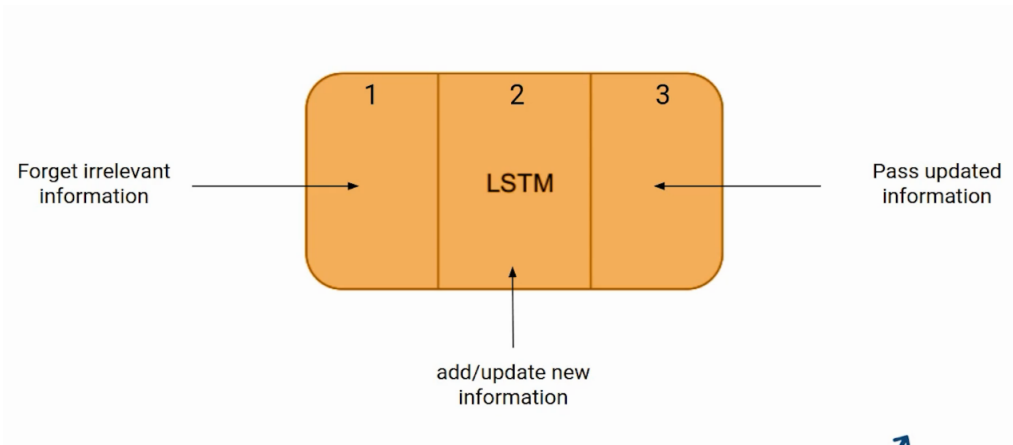 1
2
3
Forget irrelevant
information
LSTM
Pass updated
information
add/update new
information